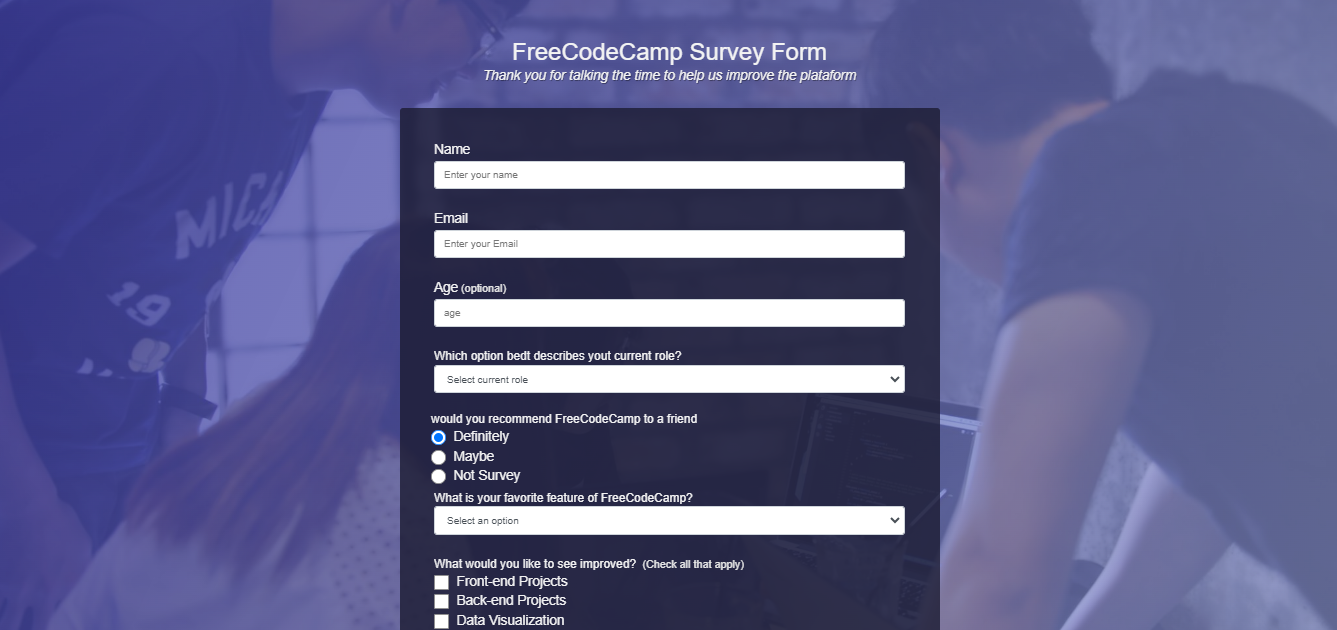 FreeCodeCamp Survey Form
Thank you for talking the time to help us improve the plataform
Name
Enter your name
Email
Enter your Email
Age (optional)
age
Which option bedt describes yout current role?
Select current role
would you recommend FreeCodeCamp to a friend
Definitely
Maybe
Not Survey
What is your favorite feature of FreeCodeCamp?
Select an option
What would you like to see improved? (Check all that apply)
Front-end Projects
Back-end Projects
Data Visualization
19